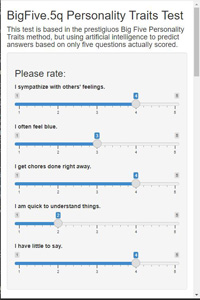 BigFive.5q Personality Traits Test
This test is based in the prestigious Big Five Personality
Traits method, but using artificial intelligence to predict
answers based on only five questions actually scored.
Please rate:
I sympathize with others' feelings.
1 4 5
1 2 3 4 5
I often feel blue.
1 3 5
1 2 3 4 5
I get chores done right away.
1 4 5
1 2 3 4 5
I am quick to understand things.
1 2 5
1 2 3 4 5
I have little to say.
1 4 5
1 2 3 4 5